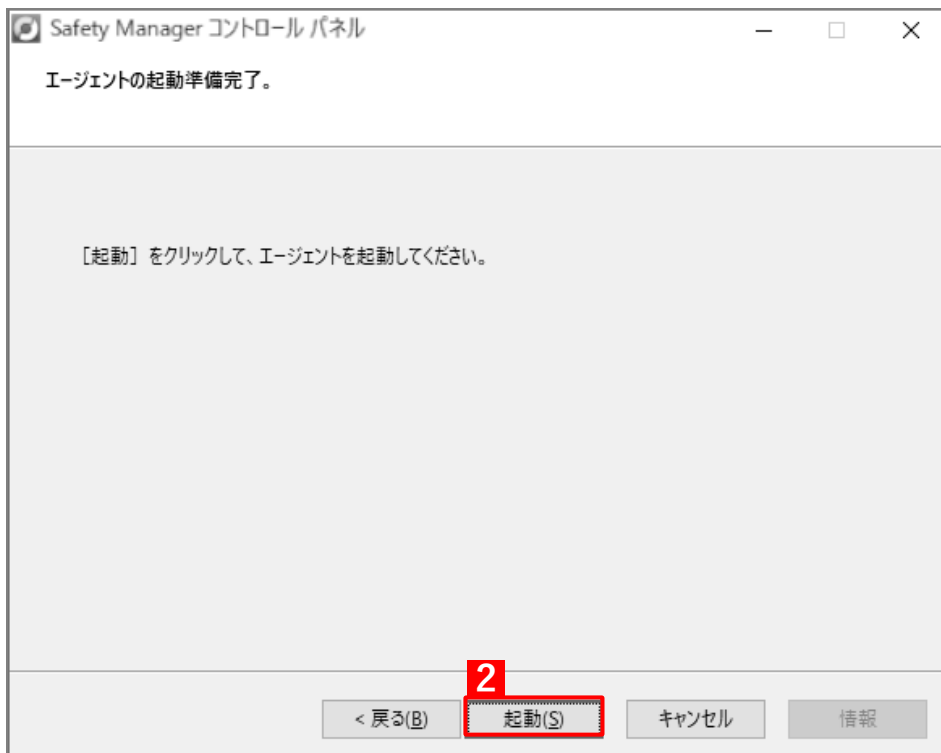 Safety Manager コントロール パネル
エージェントの起動準備完了。
[起動] をクリックして、エージェントを起動してください。
2
< 戻る(B) 起動(S) キャンセル 情報